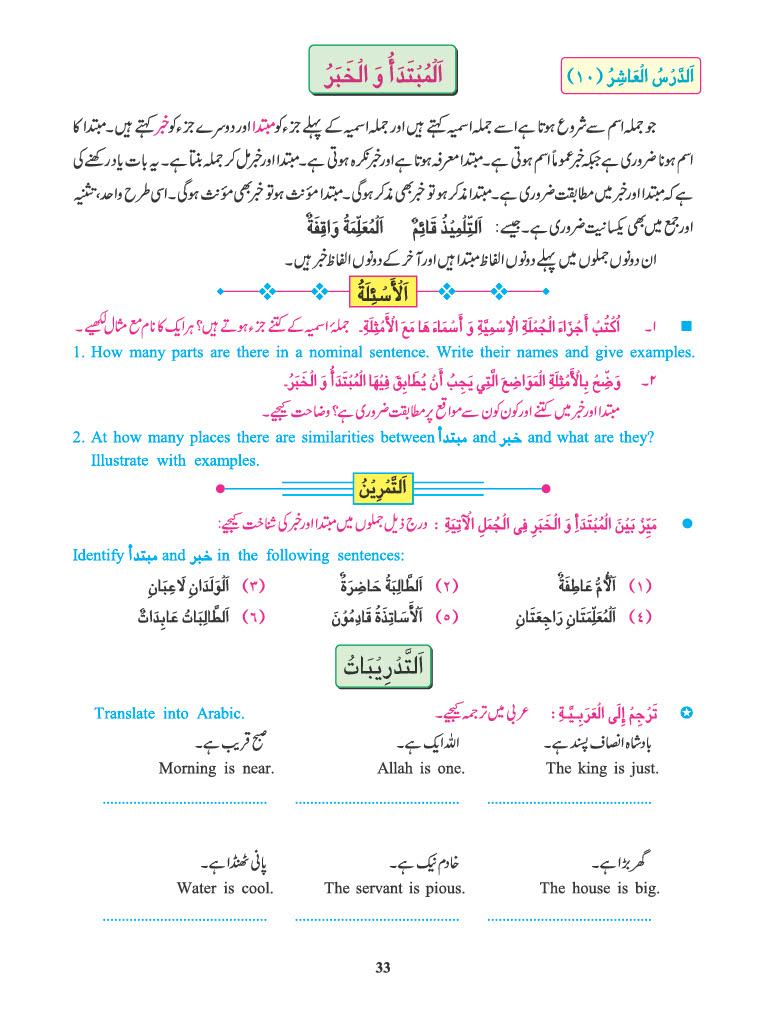 اَلدَّرْسُ الْعَاشِرُ (١٠)
اَلْمُبْتَدَأُ وَ الْخَبَرُ
جو جملہ اسم سے شروع ہوتا ہے اسے جملہ اسمیہ کہتے ہیں اور جملہ اسمیہ کے پہلے جزء کو مبتدا اور دوسرے جزء کو خبر کہتے ہیں۔ مبتدا کا
اسم ہونا ضروری ہے جبکہ خبر عموماً اسم ہوتی ہے۔ مبتدا معرفہ ہوتا ہے اور خبر نکرہ ہوتی ہے۔ مبتدا اور خبر مل کر جملہ بنتا ہے۔ یہ بات یاد رکھنے کی
ہے کہ مبتدا اور خبر میں مطابقت ضروری ہے۔ مبتدا مذکر ہو تو خبر بھی مذکر ہوگی۔ مبتدا مؤنث ہو تو خبر بھی مؤنث ہوگی۔ اسی طرح واحد، تثنیہ
اور جمع میں بھی یکسانیت ضروری ہے۔ جیسے: اَلتِّلْمِيْذُ قَائِمٌ اَلْمُعَلِّمَةُ وَاقِفَةٌ
ان دونوں جملوں میں پہلے دونوں الفاظ مبتدا ہیں اور آخر کے دونوں الفاظ خبر ہیں۔
اَلْأَسْئِلَةُ
۱۔ اُكْتُبْ أَجْزَاءَ الْجُمْلَةِ الْاِسْمِيَّةِ وَ أَسْمَاءَ هَا مَعَ الْأَمْثِلَةِ۔ جملۂ اسمیہ کے کتنے جزء ہوتے ہیں؟ ہر ایک کا نام مع مثال لکھیے۔
1. How many parts are there in a nominal sentence. Write their names and give examples.
۲۔ وَضِّحْ بِالْأَمْثِلَةِ الْمَوَاضِعَ الَّتِي يَجِبُ أَنْ يُطَابِقَ فِيْهَا الْمُبْتَدَأُ وَ الْخَبَرُ۔
مبتدا اور خبر میں کتنے اور کون کون سے مواقع پر مطابقت ضروری ہے؟ وضاحت کیجیے۔
2. At how many places there are similarities between مبتدأ and خبر and what are they?
Illustrate with examples.
اَلتَّمْرِيْنُ
مَيِّزْ بَيْنَ الْمُبْتَدَأِ وَ الْخَبَرِ فِي الْجُمَلِ الْآتِيَةِ : درج ذیل جملوں میں مبتدا اور خبر کی شناخت کیجیے:
Identify مبتدأ and خبر in the following sentences:
(١) اَلْأُمُّ عَاطِفَةٌ (٢) اَلطَّالِبَةُ حَاضِرَةٌ (٣) اَلْوَلَدَانِ لَاعِبَانِ
(٤) اَلْمُعَلِّمَتَانِ رَاجِعَتَانِ (٥) اَلْأَسَاتِذَةُ قَادِمُوْنَ (٦) اَلطَّالِبَاتُ عَابِدَاتٌ
اَلتَّدْرِيْبَاتُ
تَرْجِمْ إِلَى الْعَرَبِيَّةِ : عربی میں ترجمہ کیجیے۔ Translate into Arabic.
بادشاہ انصاف پسند ہے۔ اللہ ایک ہے۔ صبح قریب ہے۔
Morning is near. Allah is one. The king is just.
گھر بڑا ہے۔ خادم نیک ہے۔ پانی ٹھنڈا ہے۔
Water is cool. The servant is pious. The house is big.
33